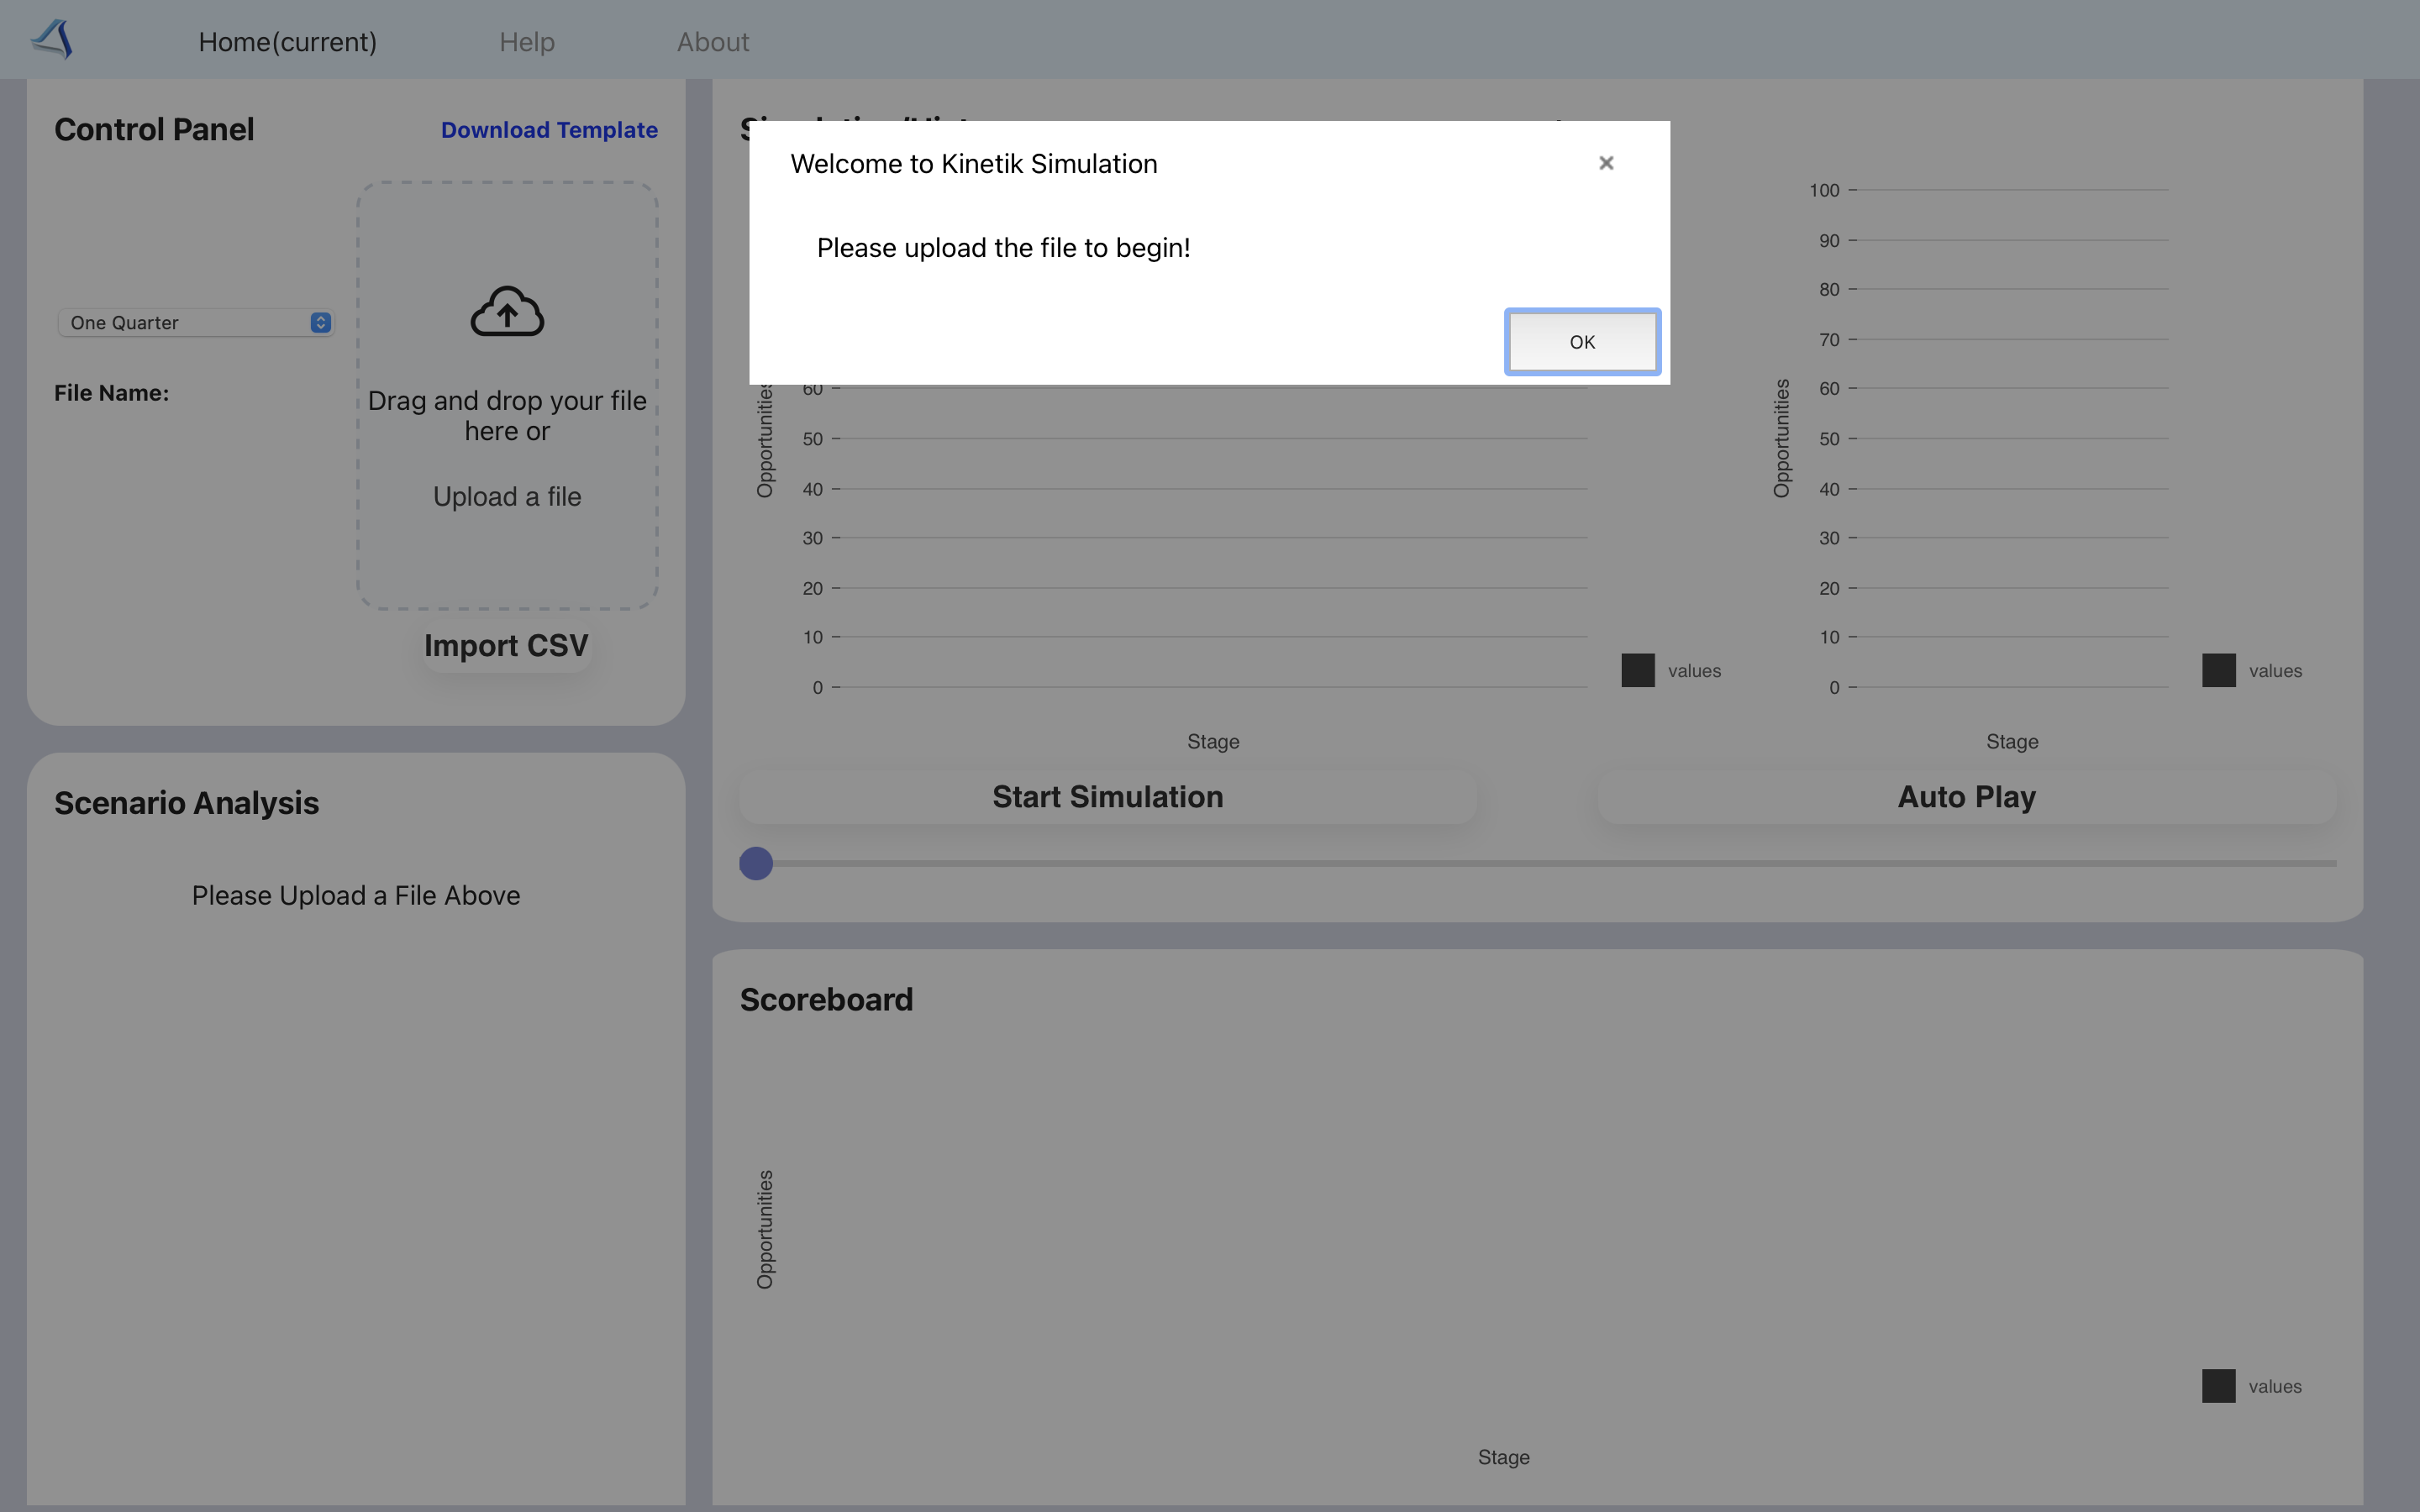 Home(current)
Help
About
Control Panel
Download Template
One Quarter
File Name:
Drag and drop your file
here or
Upload a file
Import CSV
Scenario Analysis
Please Upload a File Above
Welcome to Kinetik Simulation
×
Please upload the file to begin!
OK
Opportunities
60
50
40
30
20
10
0
values
Stage
Opportunities
100
90
80
70
60
50
40
30
20
10
0
values
Stage
Start Simulation
Auto Play
Scoreboard
Opportunities
values
Stage